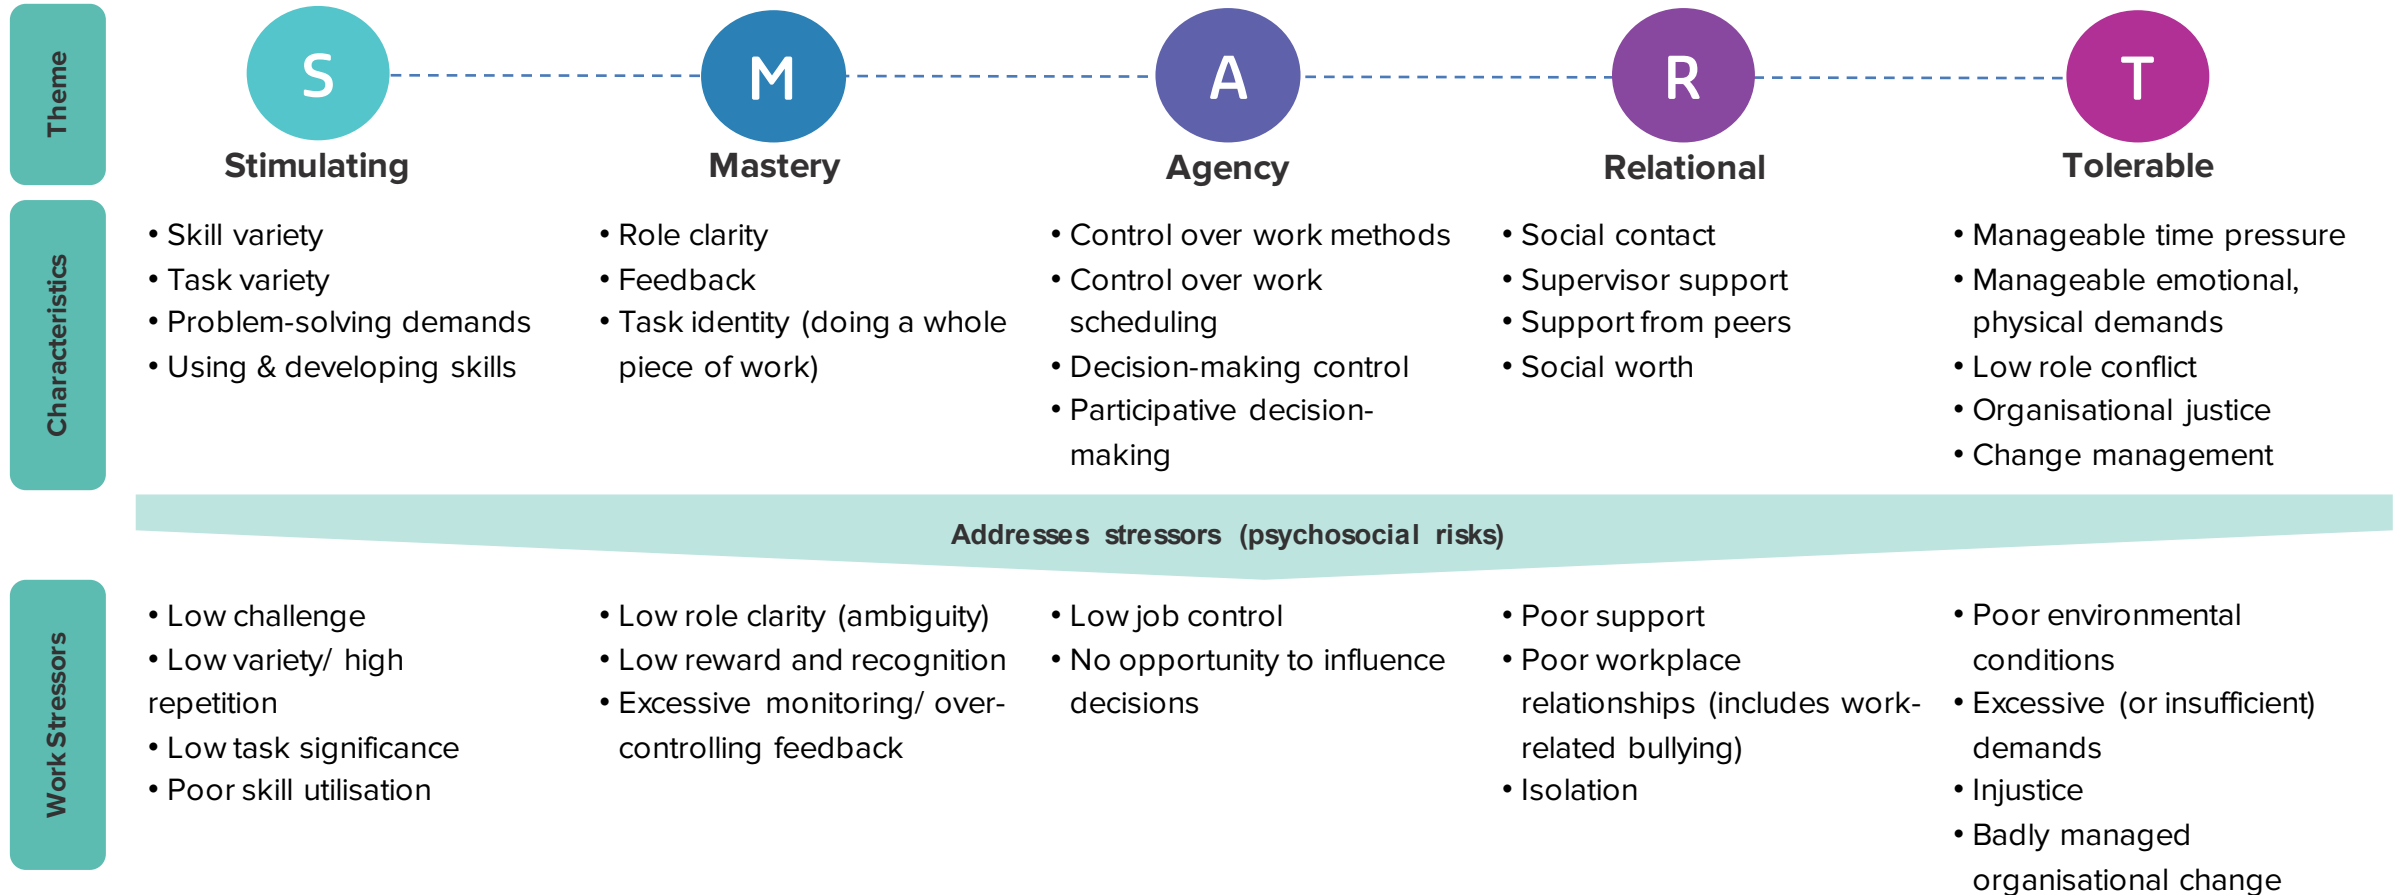 Theme
S
M
A
R
T
Stimulating
Mastery
Agency
Relational
Tolerable
Characteristics
• Skill variety
• Task variety
• Problem-solving demands
• Using & developing skills
• Role clarity
• Feedback
• Task identity (doing a whole
piece of work)
• Control over work methods
• Control over work
scheduling
• Decision-making control
• Participative decision-
making
• Social contact
• Supervisor support
• Support from peers
• Social worth
• Manageable time pressure
• Manageable emotional,
physical demands
• Low role conflict
• Organisational justice
• Change management
Addresses stressors (psychosocial risks)
Work Stressors
• Low challenge
• Low variety/ high
repetition
• Low task significance
• Poor skill utilisation
• Low role clarity (ambiguity)
• Low reward and recognition
• Excessive monitoring/ over-
controlling feedback
• Low job control
• No opportunity to influence
decisions
• Poor support
• Poor workplace
relationships (includes work-
related bullying)
• Isolation
• Poor environmental
conditions
• Excessive (or insufficient)
demands
• Injustice
• Badly managed
organisational change